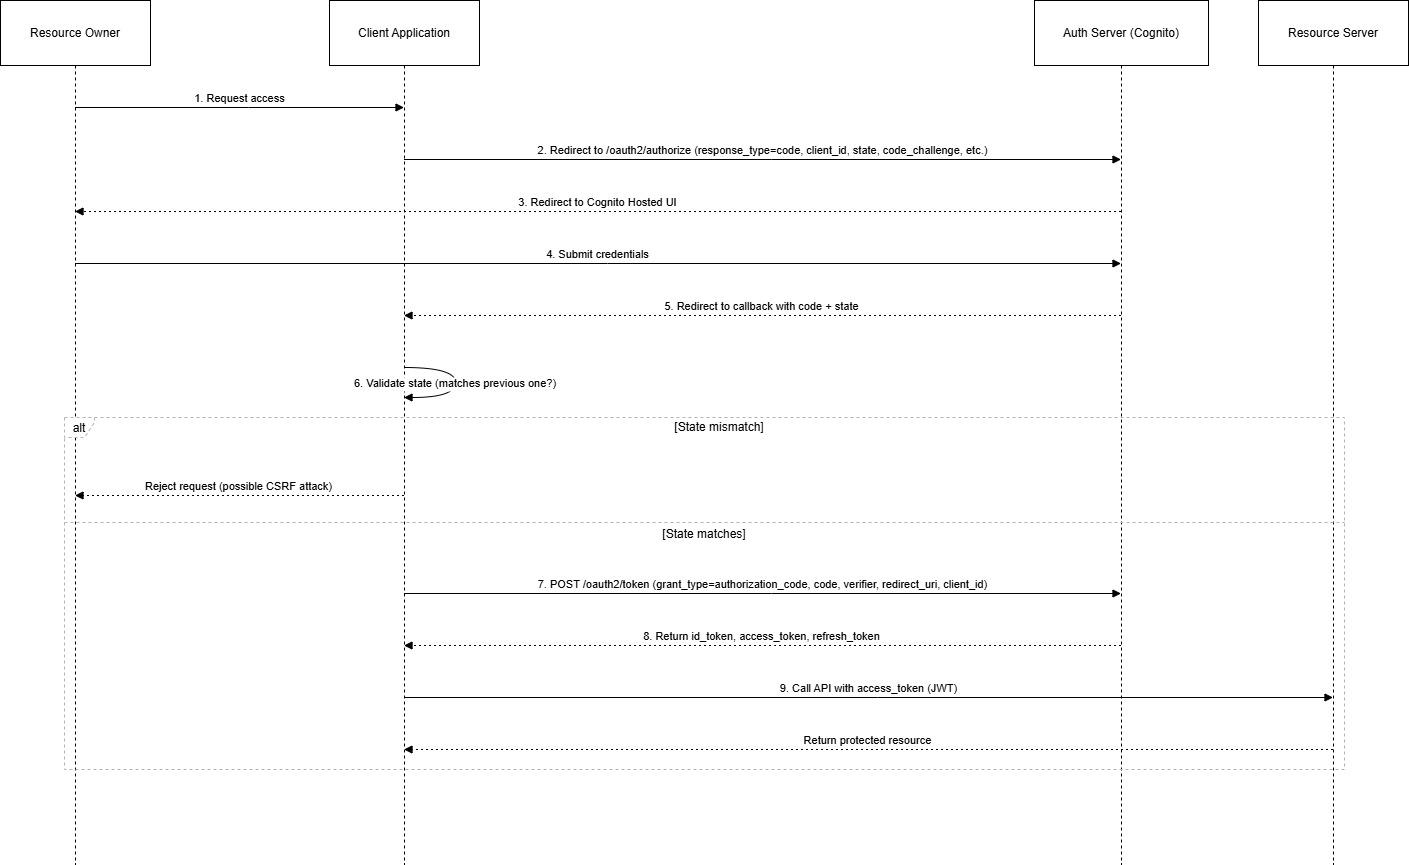 Resource Owner
Client Application
Auth Server (Cognito)
Resource Server
1. Request access
2. Redirect to /oauth2/authorize (response_type=code, client_id, state, code_challenge, etc.)
3. Redirect to Cognito Hosted UI
4. Submit credentials
5. Redirect to callback with code + state
6. Validate state (matches previous one?)
alt
[State mismatch]
Reject request (possible CSRF attack)
[State matches]
7. POST /oauth2/token (grant_type=authorization_code, code, verifier, redirect_uri, client_id)
8. Return id_token, access_token, refresh_token
9. Call API with access_token (JWT)
Return protected resource